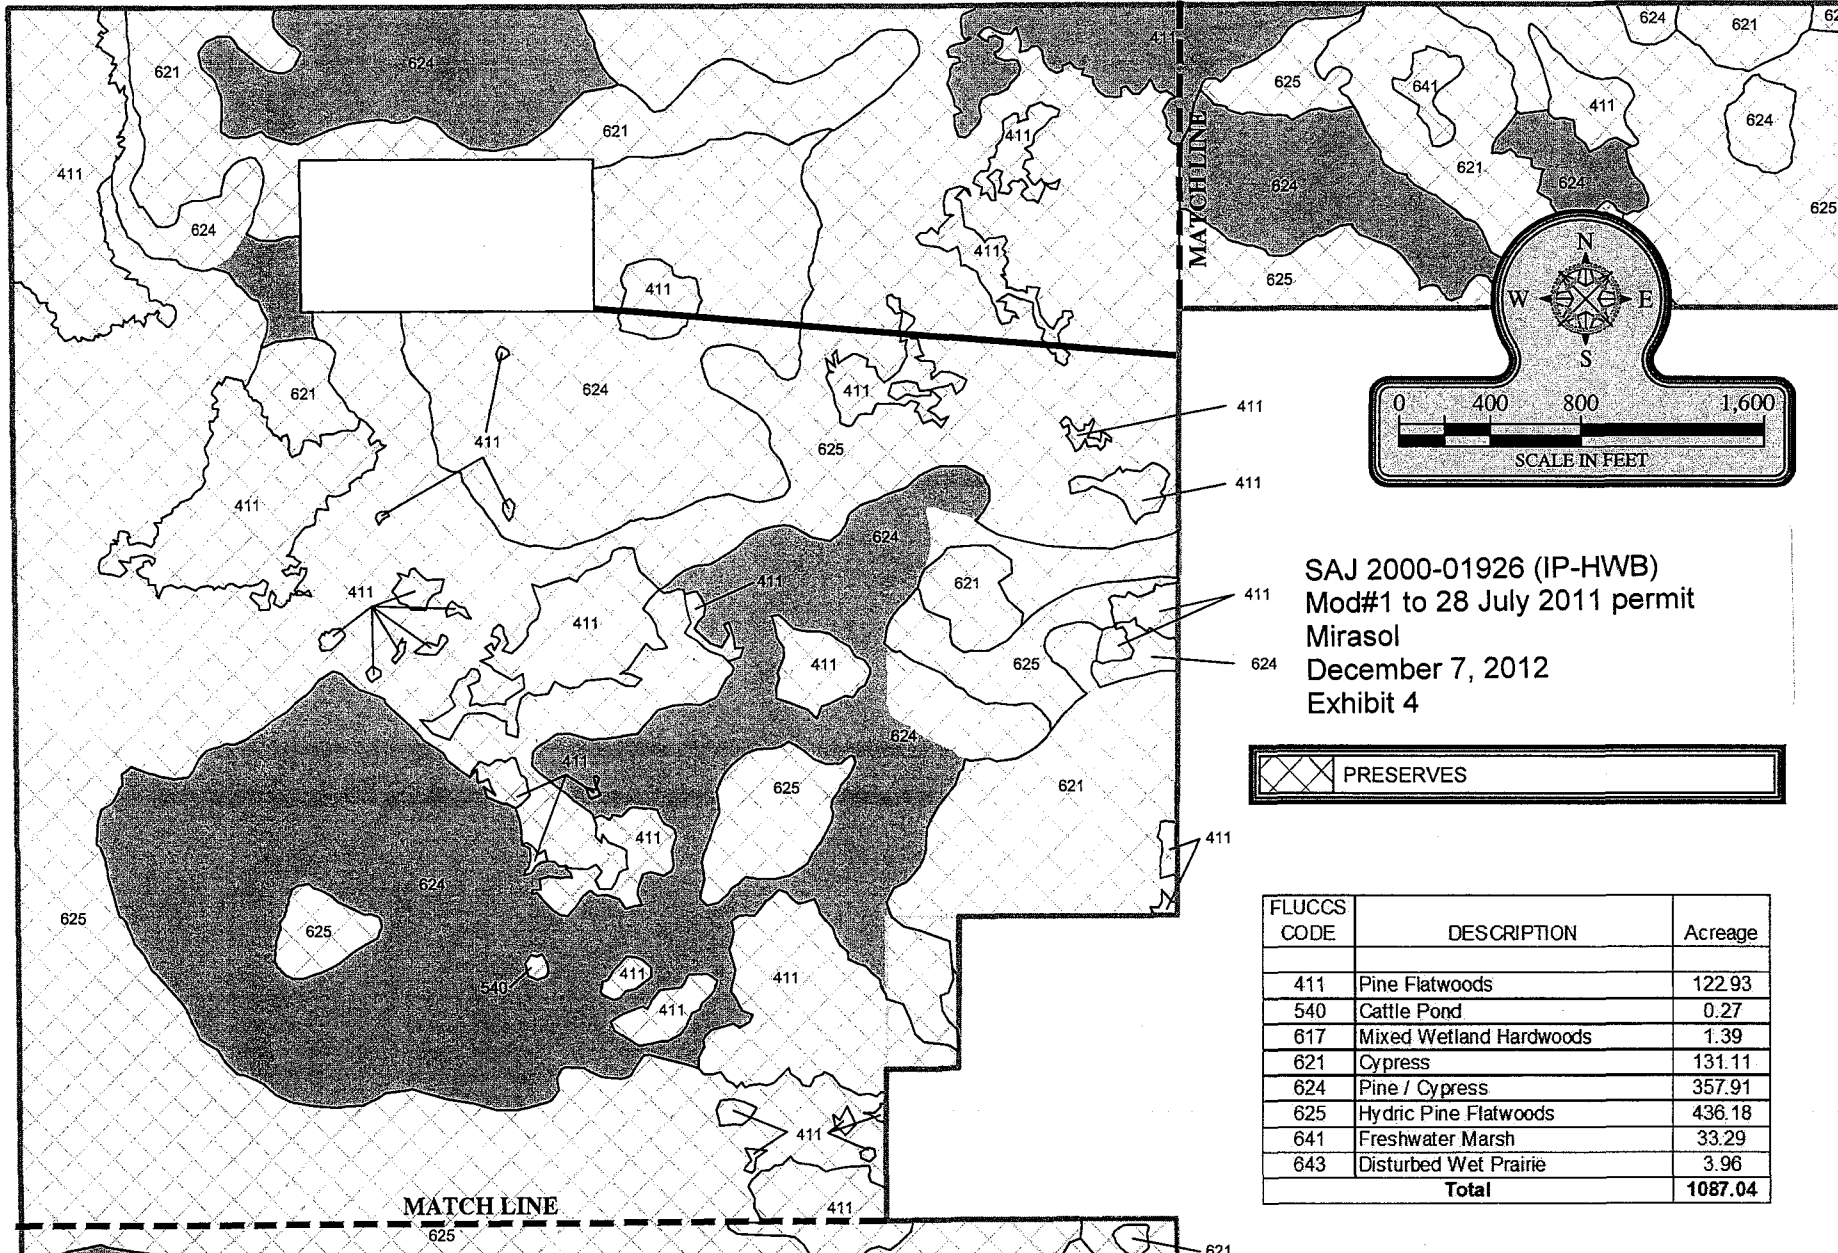 624
621
62
621
624
411
625
641
411
624
411
621
411
624
621
624
624
625
411
625
411
MATCH LINE
MATCH LINE
N
W E
S
0 400 800 1,600
SCALE IN FEET
411
621
624
411
411
411
625
411
411
411
624
SAJ 2000-01926 (IP-HWB)
Mod#1 to 28 July 2011 permit
Mirasol
December 7, 2012
Exhibit 4
411
411
411
621
411
411
625
624
624
PRESERVES
411
625
621
411
411
624
625
625
540
411
411
411
FLUCCS CODE DESCRIPTION Acreage
411 Pine Flatwoods 122.93
540 Cattle Pond 0.27
617 Mixed Wetland Hardwoods 1.39
621 Cypress 131.11
624 Pine / Cypress 357.91
625 Hydric Pine Flatwoods 436.18
641 Freshwater Marsh 33.29
643 Disturbed Wet Prairie 3.96
Total 1087.04
411
411
625
621